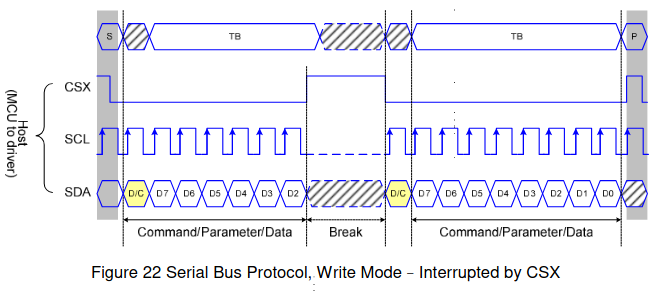 S TB TB P
CSX
Host
(MCU to driver)
SCL
SDA D/C D7 D6 D5 D4 D3 D2 D/C D7 D6 D5 D4 D3 D2 D1 D0
Command/Parameter/Data Break Command/Parameter/Data
Figure 22 Serial Bus Protocol, Write Mode – Interrupted by CSX